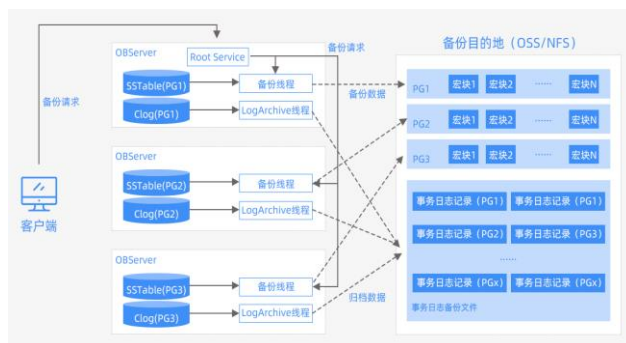 备份目的地（OSS/NFS）
OBServer
Root Service
备份请求
SSTable(PG1)
备份线程
备份数据
Clog(PG1)
LogArchive线程
PG1 宏块1 宏块2 ...... 宏块N
备份请求
PG2 宏块1 宏块2 ...... 宏块N
OBServer
PG3 宏块1 宏块2 ...... 宏块N
SSTable(PG2)
备份线程
Clog(PG2)
LogArchive线程
客户端
事务日志记录（PG1） 事务日志记录（PG1）
事务日志记录（PG2） 事务日志记录（PG3）
......
事务日志记录（PGx） 事务日志记录（PGx）
事务日志备份文件
OBServer
SSTable(PG3)
备份线程
归档数据
Clog(PG3)
LogArchive线程